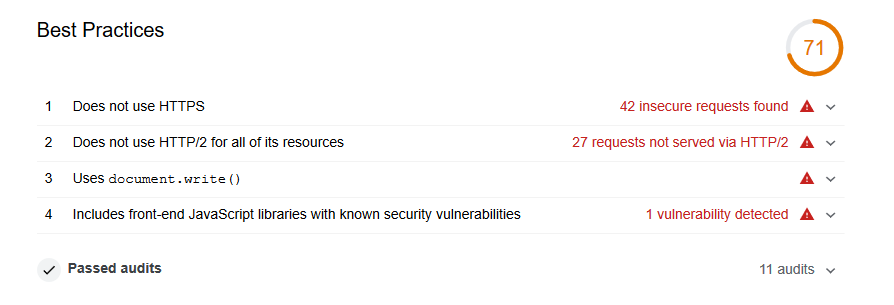 Best Practices
71
1 Does not use HTTPS 42 insecure requests found
2 Does not use HTTP/2 for all of its resources 27 requests not served via HTTP/2
3 Uses document.write()
4 Includes front-end JavaScript libraries with known security vulnerabilities 1 vulnerability detected
Passed audits 11 audits